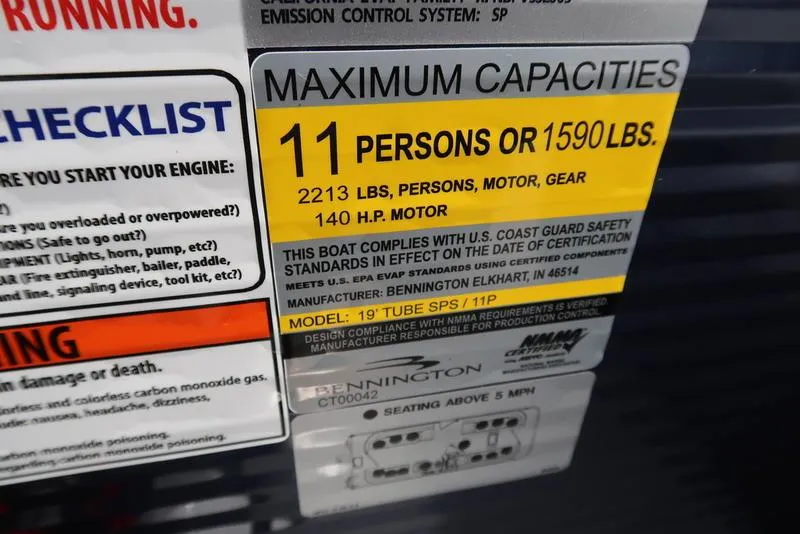 RUNNING.
EMISSION CONTROL SYSTEM: SP
CHECKLIST
RE YOU START YOUR ENGINE:
?)
re you overloaded or overpowered?)
IONS (Safe to go out?)
IPMENT (Lights, horn, pump, etc?)
AR (Fire extinguisher, bailer, paddle,
nd line, signaling device, tool kit, etc?)
ING
in damage or death.
orless and colorless carbon monoxide gas.
nausea, headache, dizziness,
carbon monoxide poisoning.
regarding carbon monoxide poisoning.
MAXIMUM CAPACITIES
11 PERSONS OR 1590 LBS.
2213 LBS, PERSONS, MOTOR, GEAR
140 H.P. MOTOR
THIS BOAT COMPLIES WITH U.S. COAST GUARD SAFETY
STANDARDS IN EFFECT ON THE DATE OF CERTIFICATION
MEETS U.S. EPA EVAP STANDARDS USING CERTIFIED COMPONENTS
MANUFACTURER: BENNINGTON ELKHART, IN 46514
MODEL: 19' TUBE SPS / 11P
DESIGN COMPLIANCE WITH NMMA REQUIREMENTS IS VERIFIED.
MANUFACTURER RESPONSIBLE FOR PRODUCTION CONTROL.
NMMA
CERTIFIED
BENNINGTON
CT00042
SEATING ABOVE 5 MPH